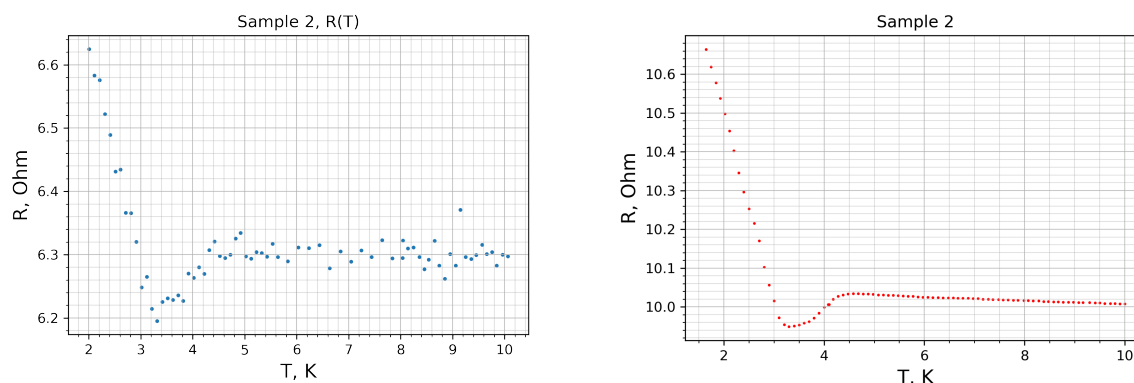 Sample 2, R(T)
R, Ohm
6.6
6.5
6.4
6.3
6.2
2 3 4 5 6 7 8 9 10
T, K
Sample 2
R, Ohm
10.6
10.5
10.4
10.3
10.2
10.1
10.0
2 4 6 8 10
T, K